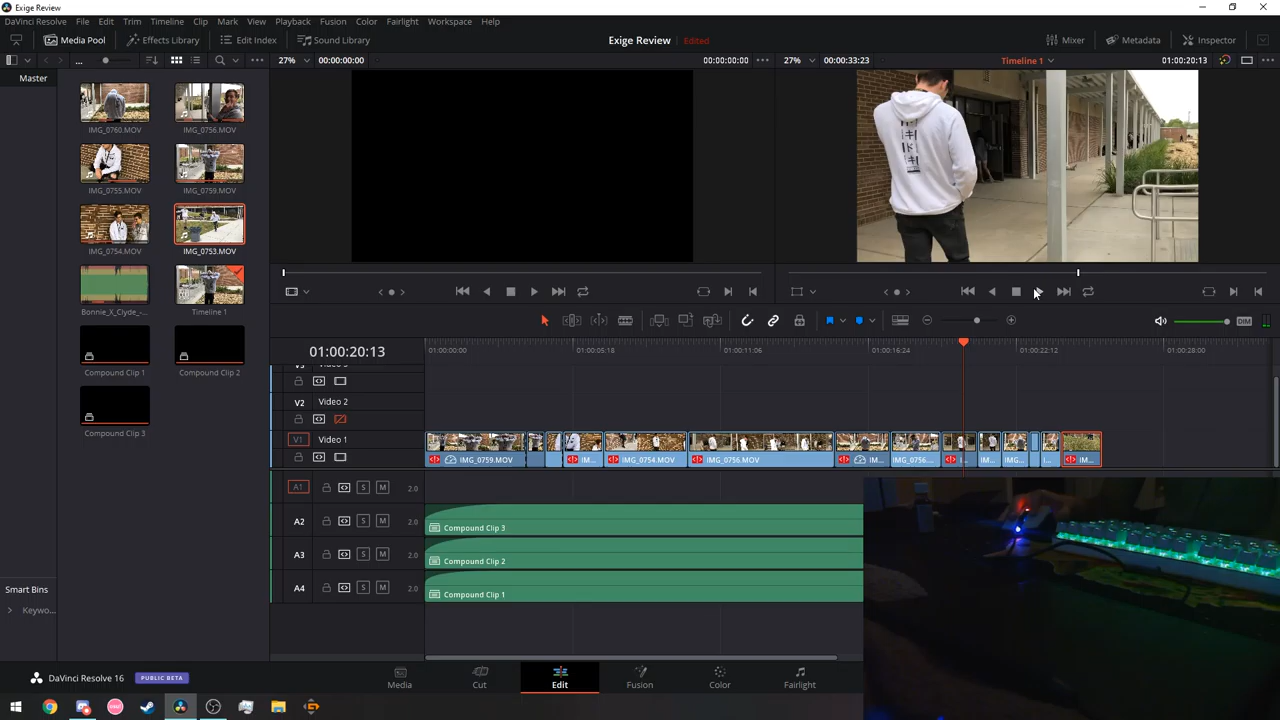 Exige Review
DaVinci Resolve File Edit Trim Timeline Clip Mark View Playback Fusion Color Fairlight Workspace Help
Media Pool Effects Library Edit Index Sound Library Exige Review Edited Mixer Metadata Inspector
... 27% 00:00:00:00 00:00:00:00 27% 00:00:33:23 Timeline 1 01:00:20:13
Master
IMG_0760.MOV IMG_0756.MOV
IMG_0755.MOV IMG_0759.MOV
IMG_0754.MOV IMG_0753.MOV
Bonnie_X_Clyde_-... Timeline 1
Compound Clip 1 Compound Clip 2
Compound Clip 3
DIM
01:00:20:13 01:00:00:00 01:00:05:18 01:00:11:06 01:00:16:24 01:00:22:12 01:00:28:00
V2 Video 2
V1 Video 1
IMG_0759.MOV IM... IMG_0754.MOV IMG_0756.MOV IM... IMG_0756.... I... IM... IMG... I... IM...
A1 S M 2.0
A2 S M 2.0 Compound Clip 3
A3 S M 2.0 Compound Clip 2
A4 S M 2.0 Compound Clip 1
Smart Bins
Keywo...
DaVinci Resolve 16 PUBLIC BETA Media Cut Edit Fusion Color Fairlight